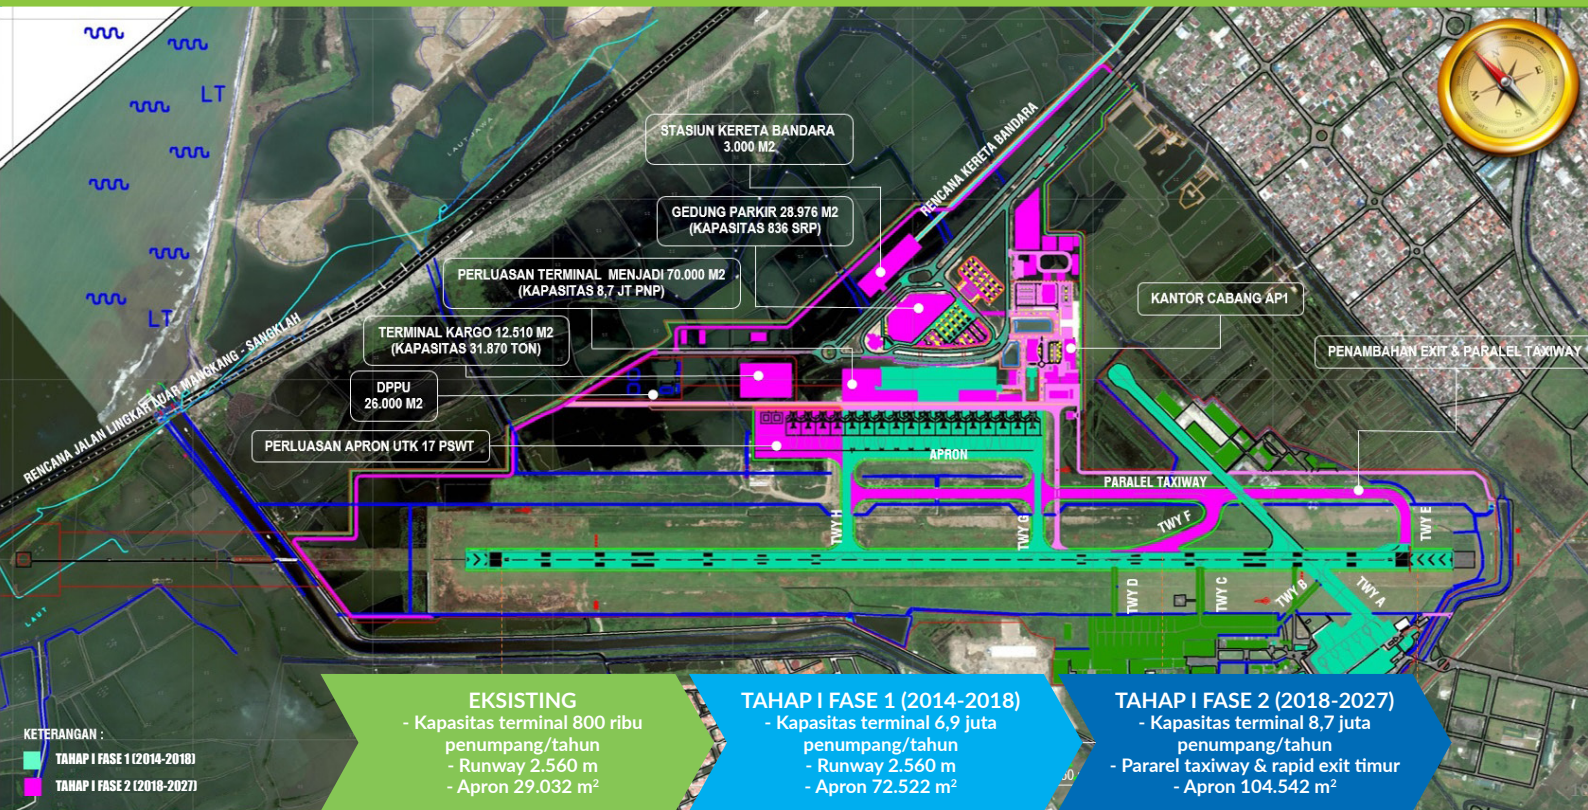 LT
LAUT JAWA
STASIUN KERETA BANDARA
3.000 M2
RENCANA KERETA BANDARA
N
E
S
W
GEDUNG PARKIR 28.976 M2
(KAPASITAS 836 SRP)
PERLUASAN TERMINAL MENJADI 70.000 M2
(KAPASITAS 8,7 JT PNP)
KANTOR CABANG AP1
LT
TERMINAL KARGO 12.510 M2
(KAPASITAS 31.870 TON)
PENAMBAHAN EXIT & PARALEL TAXIWAY
RENCANA JALAN LINGKAR LUAR MANGKANG - SANGKLAH
DPPU
26.000 M2
PERLUASAN APRON UTK 17 PSWT
APRON
PARALEL TAXIWAY
TWY H
TWY G
TWY F
TWY E
TWY D
TWY C
TWY B
TWY A
LAUT
KETERANGAN :
TAHAP I FASE 1 (2014-2018)
TAHAP I FASE 2 (2018-2027)
EKSISTING
- Kapasitas terminal 800 ribu
penumpang/tahun
- Runway 2.560 m
- Apron 29.032 m²
TAHAP I FASE 1 (2014-2018)
- Kapasitas terminal 6,9 juta
penumpang/tahun
- Runway 2.560 m
- Apron 72.522 m²
TAHAP I FASE 2 (2018-2027)
- Kapasitas terminal 8,7 juta
penumpang/tahun
- Pararel taxiway & rapid exit timur
- Apron 104.542 m²
12